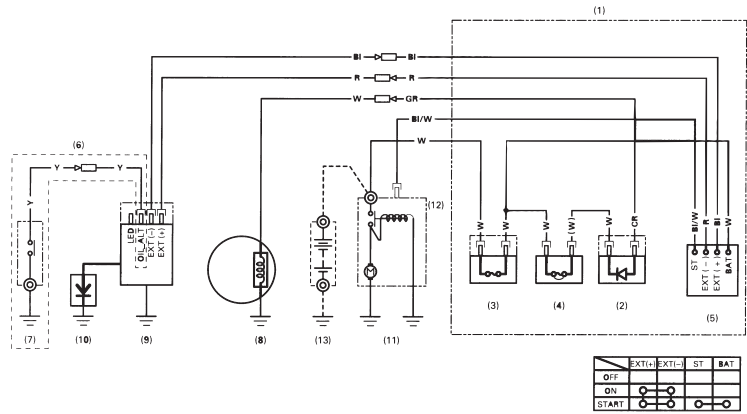 (1)
Bl Bl
R R
W GR
Bl/W
W
(6)
Y Y
Y
LED
OIL ALT
EXT (−)
EXT (+)
(12)
W
W
W
(W)
W
GR
Bl/W
R
Bl
W
ST
EXT (−)
EXT (+)
BAT
M
(7) (10) (9) (8) (13) (11) (3) (4) (2) (5)
EXT(+) EXT(−) ST BAT
OFF
ON
START